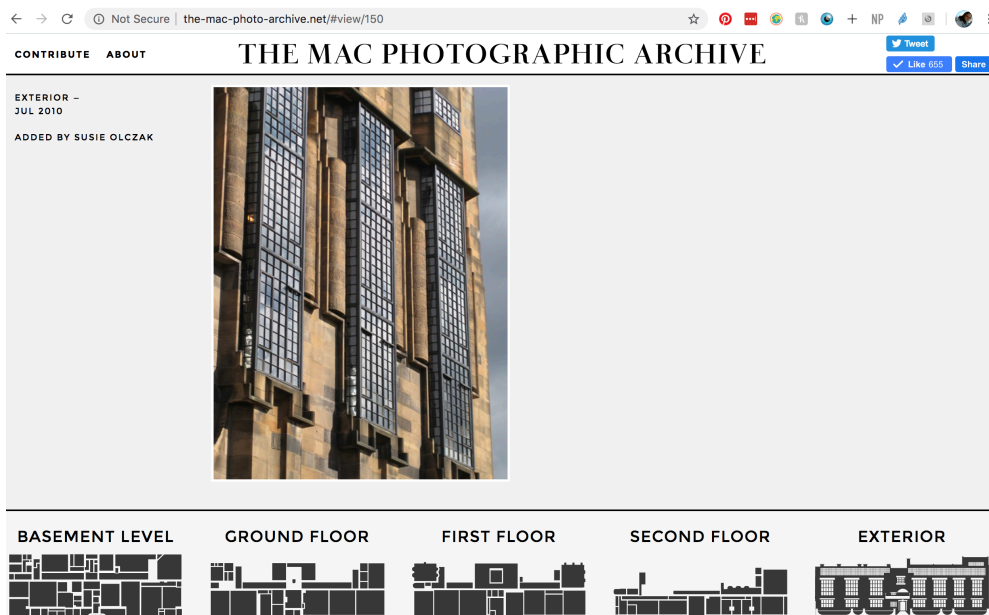 Not Secure
the-mac-photo-archive.net/#view/150
NP
CONTRIBUTE ABOUT
THE MAC PHOTOGRAPHIC ARCHIVE
Tweet
Like 655 Share
EXTERIOR –
JUL 2010
ADDED BY SUSIE OLCZAK
BASEMENT LEVEL GROUND FLOOR FIRST FLOOR SECOND FLOOR EXTERIOR